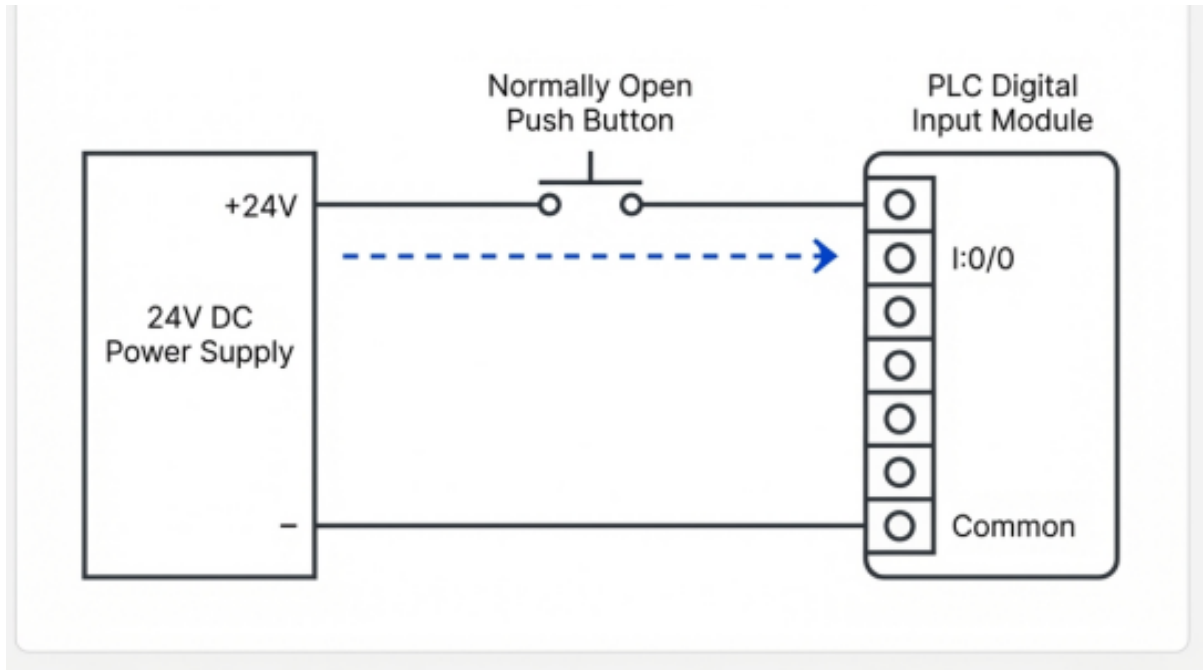 Normally Open
Push Button
PLC Digital
Input Module
+24V
I:0/0
24V DC
Power Supply
–
Common